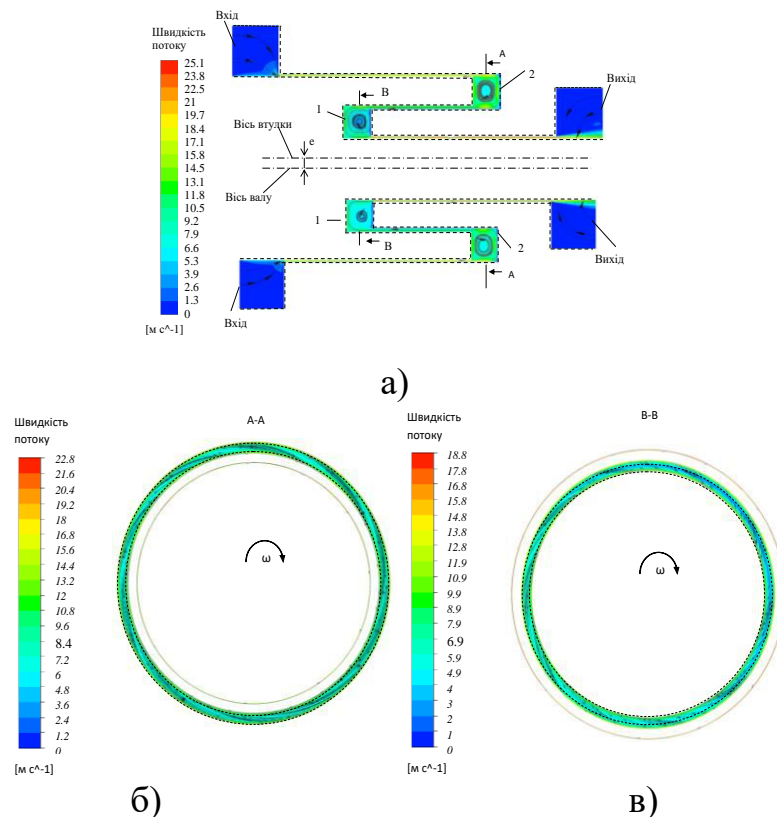 Вхід
Швидкість
потоку
25.1
23.8
22.5
21
19.7
18.4
17.1
15.8
14.5
13.1
11.8
10.5
9.2
7.9
6.6
5.3
3.9
2.6
1.3
0
[м с^-1]
A
2
Вихід
B
1
Вісь втулки
e
Вісь валу
1
B
2
A
Вихід
Вхід
а)
Швидкість
потоку
22.8
21.6
20.4
19.2
18
16.8
15.6
14.4
13.2
12
10.8
9.6
8.4
7.2
6
4.8
3.6
2.4
1.2
0
[м с^-1]
A-A
ω
б)
Швидкість
потоку
18.8
17.8
16.8
15.8
14.8
13.8
12.8
11.9
10.9
9.9
8.9
7.9
6.9
5.9
4.9
4
3
2
1
0
[м с^-1]
B-B
ω
в)